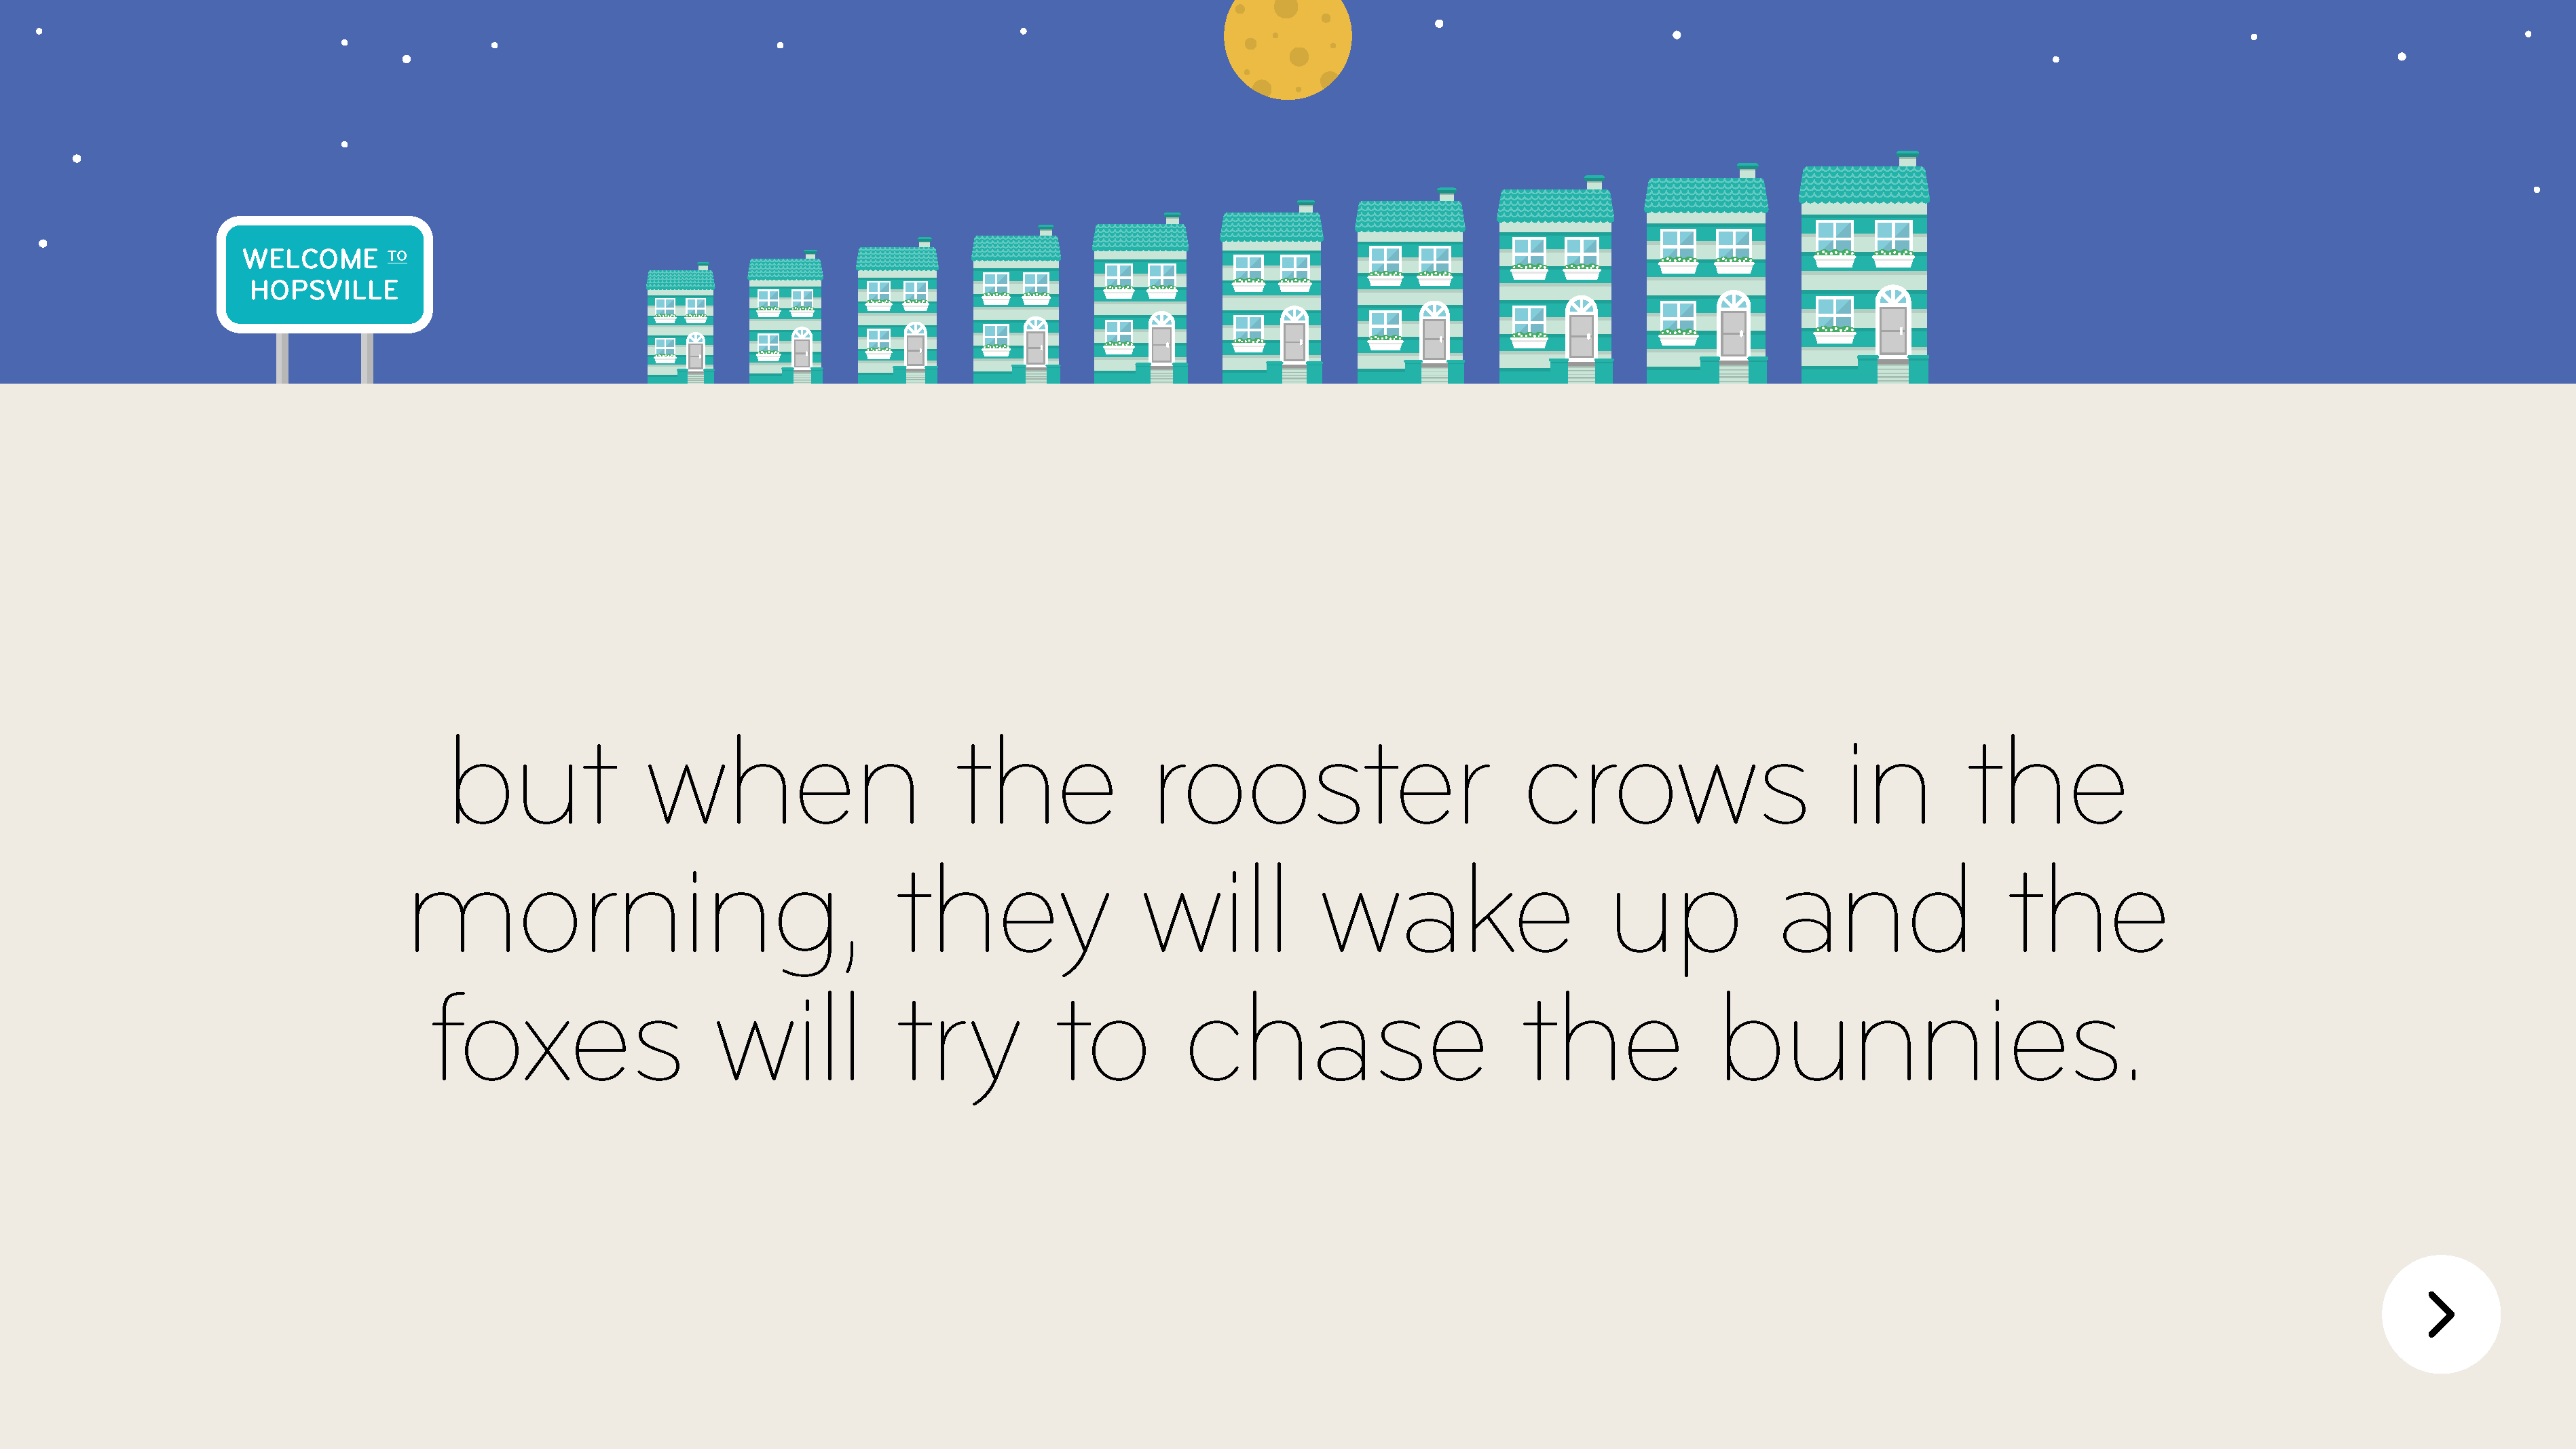 WELCOME TO
HOPSVILLE
but when the rooster crows in the
morning, they will wake up and the
foxes will try to chase the bunnies.